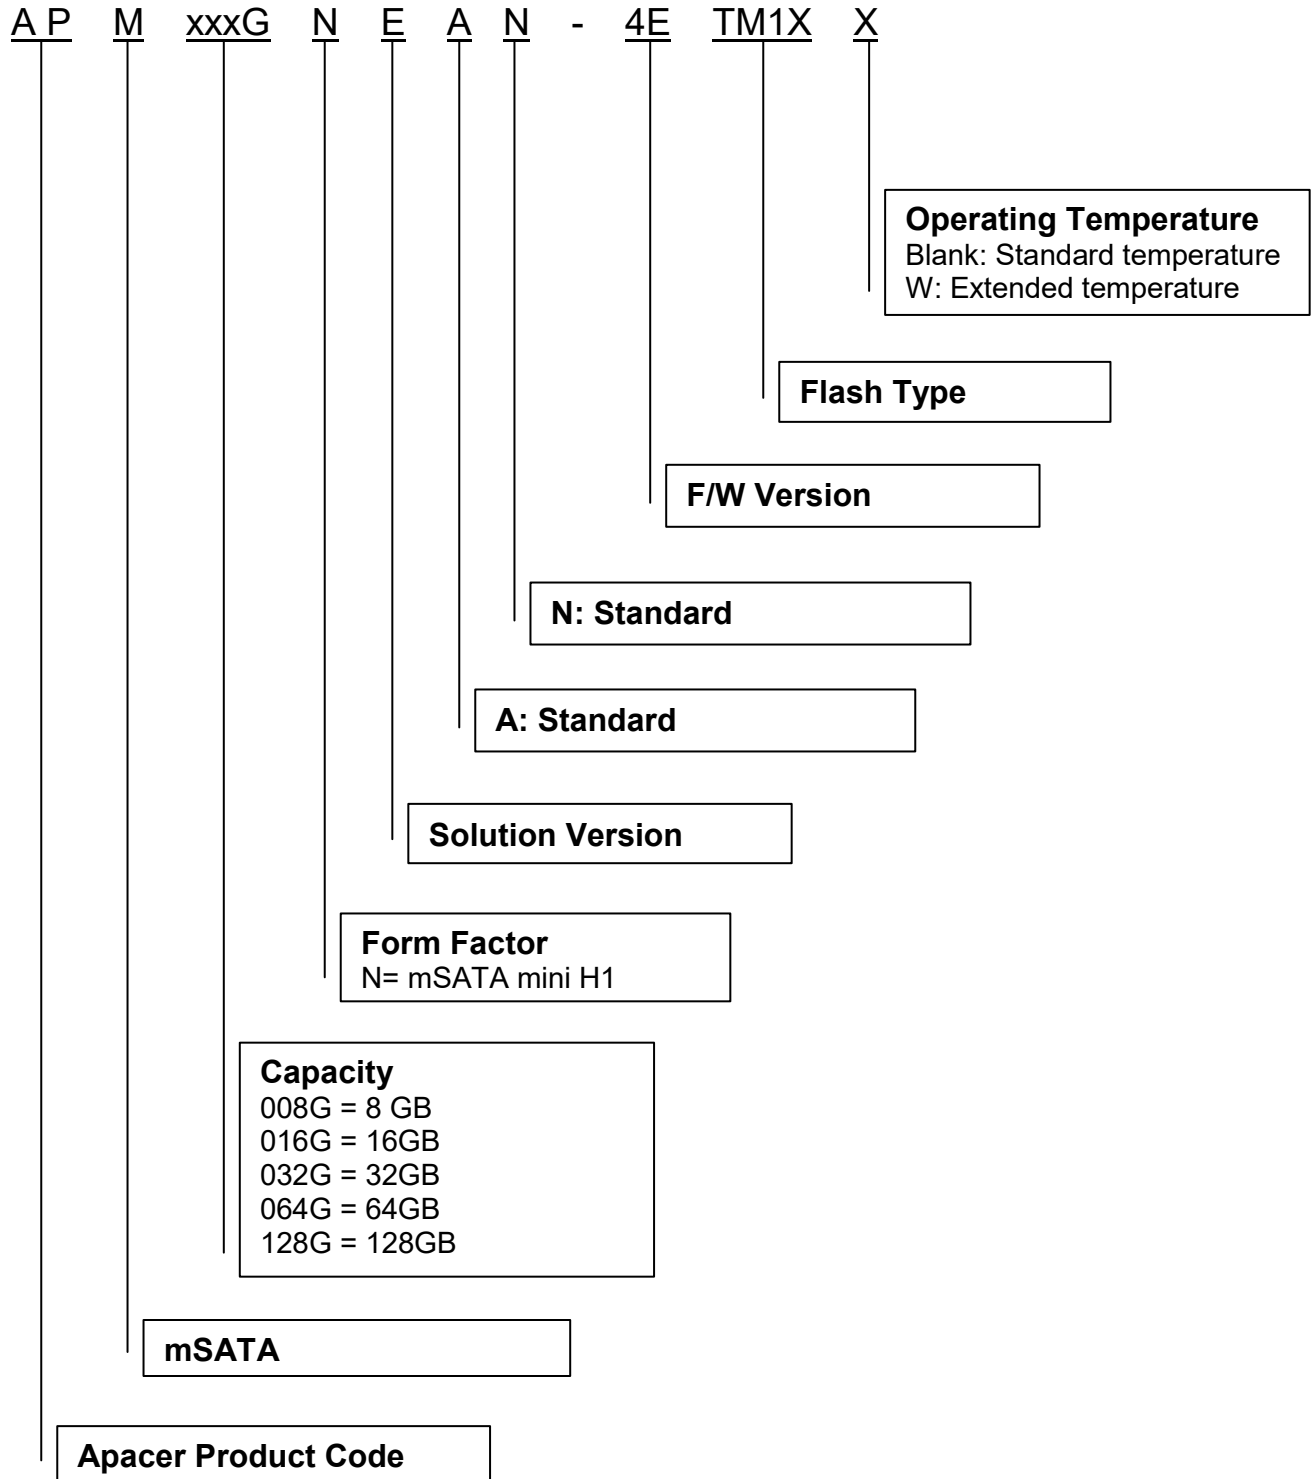 A P M xxxG N E A N - 4E TM1X X
Operating Temperature
Blank: Standard temperature
W: Extended temperature
Flash Type
F/W Version
N: Standard
A: Standard
Solution Version
Form Factor
N= mSATA mini H1
Capacity
008G = 8 GB
016G = 16GB
032G = 32GB
064G = 64GB
128G = 128GB
mSATA
Apacer Product Code